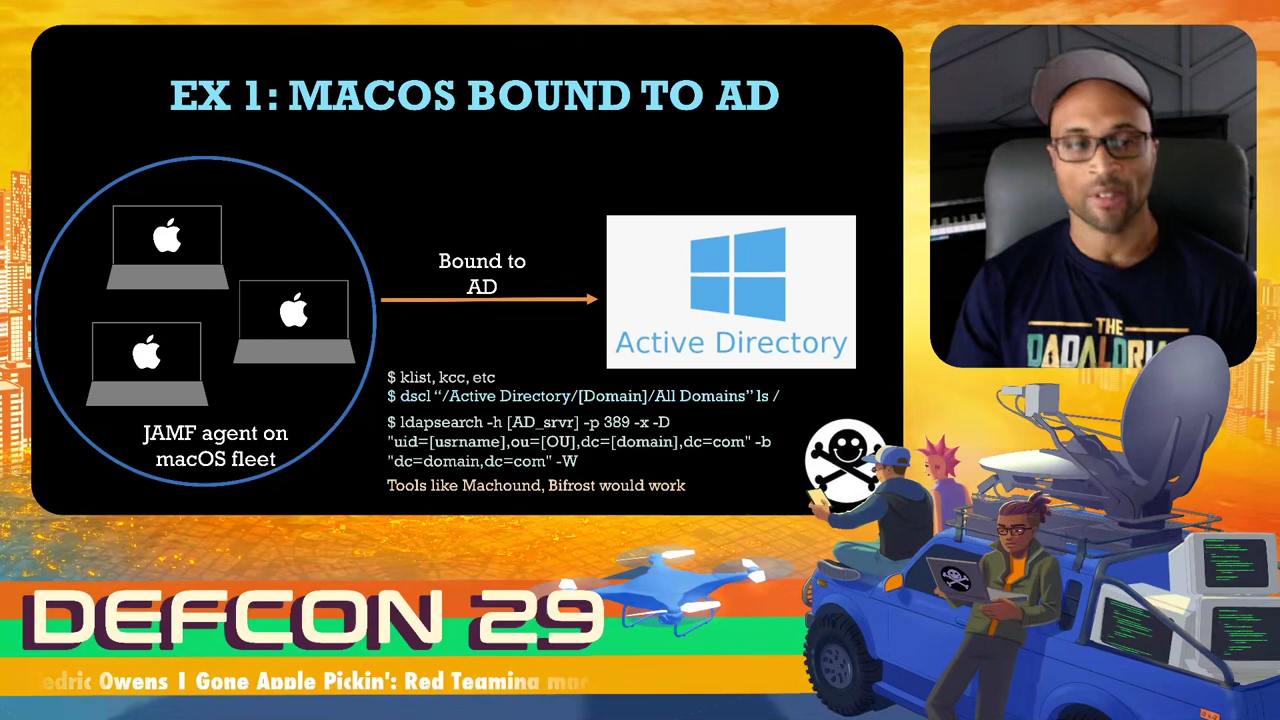 EX 1: MACOS BOUND TO AD
Bound to
AD
Active Directory
JAMF agent on
macOS fleet
$ klist, kcc, etc
$ dscl “/Active Directory/[Domain]/All Domains” ls /
$ ldapsearch -h [AD_srvr] -p 389 -x -D
"uid=[usrname],ou=[OU],dc=[domain],dc=com" -b
"dc=domain,dc=com" -W
Tools like Machound, Bifrost would work
THE
DADALORIAN
DEFCON 29
edric Owens | Gone Apple Pickin': Red Teaming mac